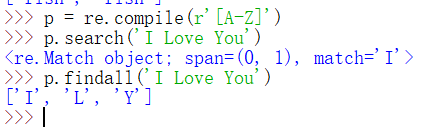 >>> p = re.compile(r'[A-Z]')
>>> p.search('I Love You')
<re.Match object; span=(0, 1), match='I'>
>>> p.findall('I Love You')
['I', 'L', 'Y']
>>>